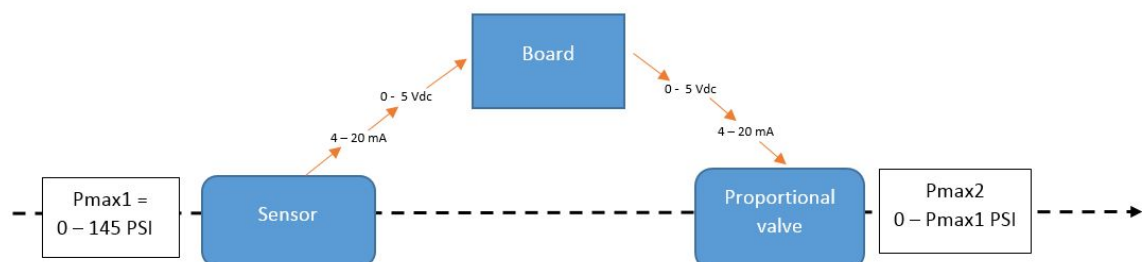 Board
0 - 5 Vdc
0 - 5 Vdc
4 – 20 mA
4 – 20 mA
Pmax1 =
0 – 145 PSI
Sensor
Proportional
valve
Pmax2
0 – Pmax1 PSI